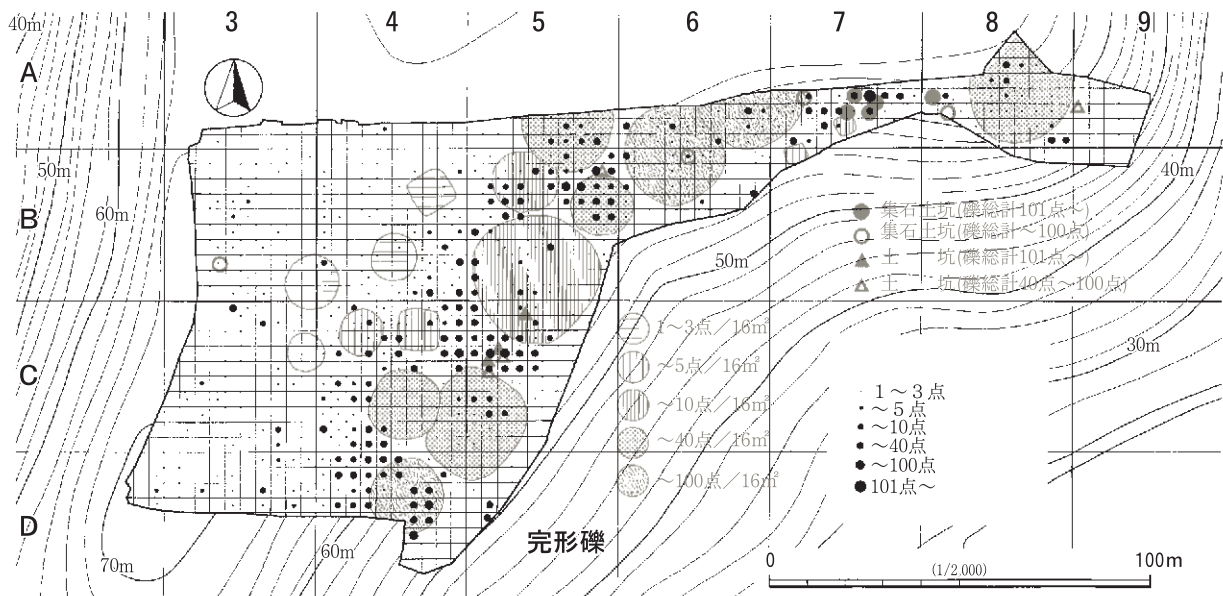 3 4 5 6 7 8 9
40m
A
50m
40m
60m
B
集石土坑(礫総計101点～)
集石土坑(礫総計～100点)
土　　坑(礫総計101点～)
土　　坑(礫総計40点～100点)
50m
1～3点／16㎡
30m
～5点／16㎡
C
～10点／16㎡
～40点／16㎡
～100点／16㎡
1～3点
～5点
～10点
～40点
～100点
101点～
D
完形礫
60m
70m
0 100m
(1/2,000)